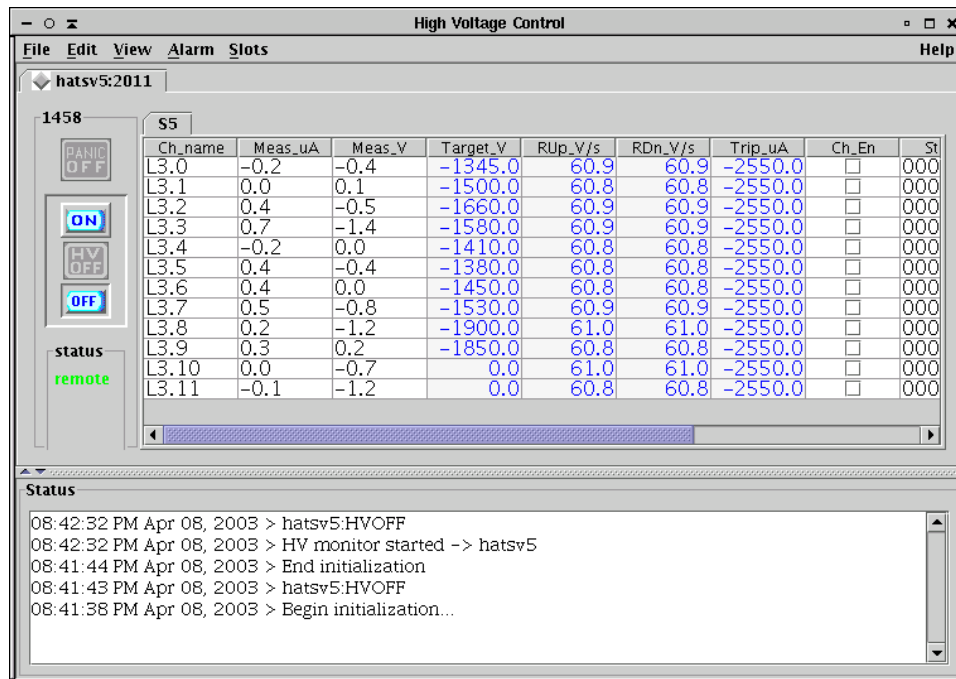 High Voltage Control
File Edit View Alarm Slots Help
hatsv5:2011
1458
PANIC OFF
ON
HV OFF
OFF
status
remote
S5
Ch_name Meas_uA Meas_V Target_V RUp_V/s RDn_V/s Trip_uA Ch_En St
L3.0 -0.2 -0.4 -1345.0 60.9 60.9 -2550.0 000
L3.1 0.0 0.1 -1500.0 60.8 60.8 -2550.0 000
L3.2 0.4 -0.5 -1660.0 60.9 60.9 -2550.0 000
L3.3 0.7 -1.4 -1580.0 60.9 60.9 -2550.0 000
L3.4 -0.2 0.0 -1410.0 60.8 60.8 -2550.0 000
L3.5 0.4 -0.4 -1380.0 60.8 60.8 -2550.0 000
L3.6 0.4 0.0 -1450.0 60.8 60.8 -2550.0 000
L3.7 0.5 -0.8 -1530.0 60.9 60.9 -2550.0 000
L3.8 0.2 -1.2 -1900.0 61.0 61.0 -2550.0 000
L3.9 0.3 0.2 -1850.0 60.8 60.8 -2550.0 000
L3.10 0.0 -0.7 0.0 61.0 61.0 -2550.0 000
L3.11 -0.1 -1.2 0.0 60.8 60.8 -2550.0 000
Status
08:42:32 PM Apr 08, 2003 > hatsv5:HVOFF
08:42:32 PM Apr 08, 2003 > HV monitor started -> hatsv5
08:41:44 PM Apr 08, 2003 > End initialization
08:41:43 PM Apr 08, 2003 > hatsv5:HVOFF
08:41:38 PM Apr 08, 2003 > Begin initialization...